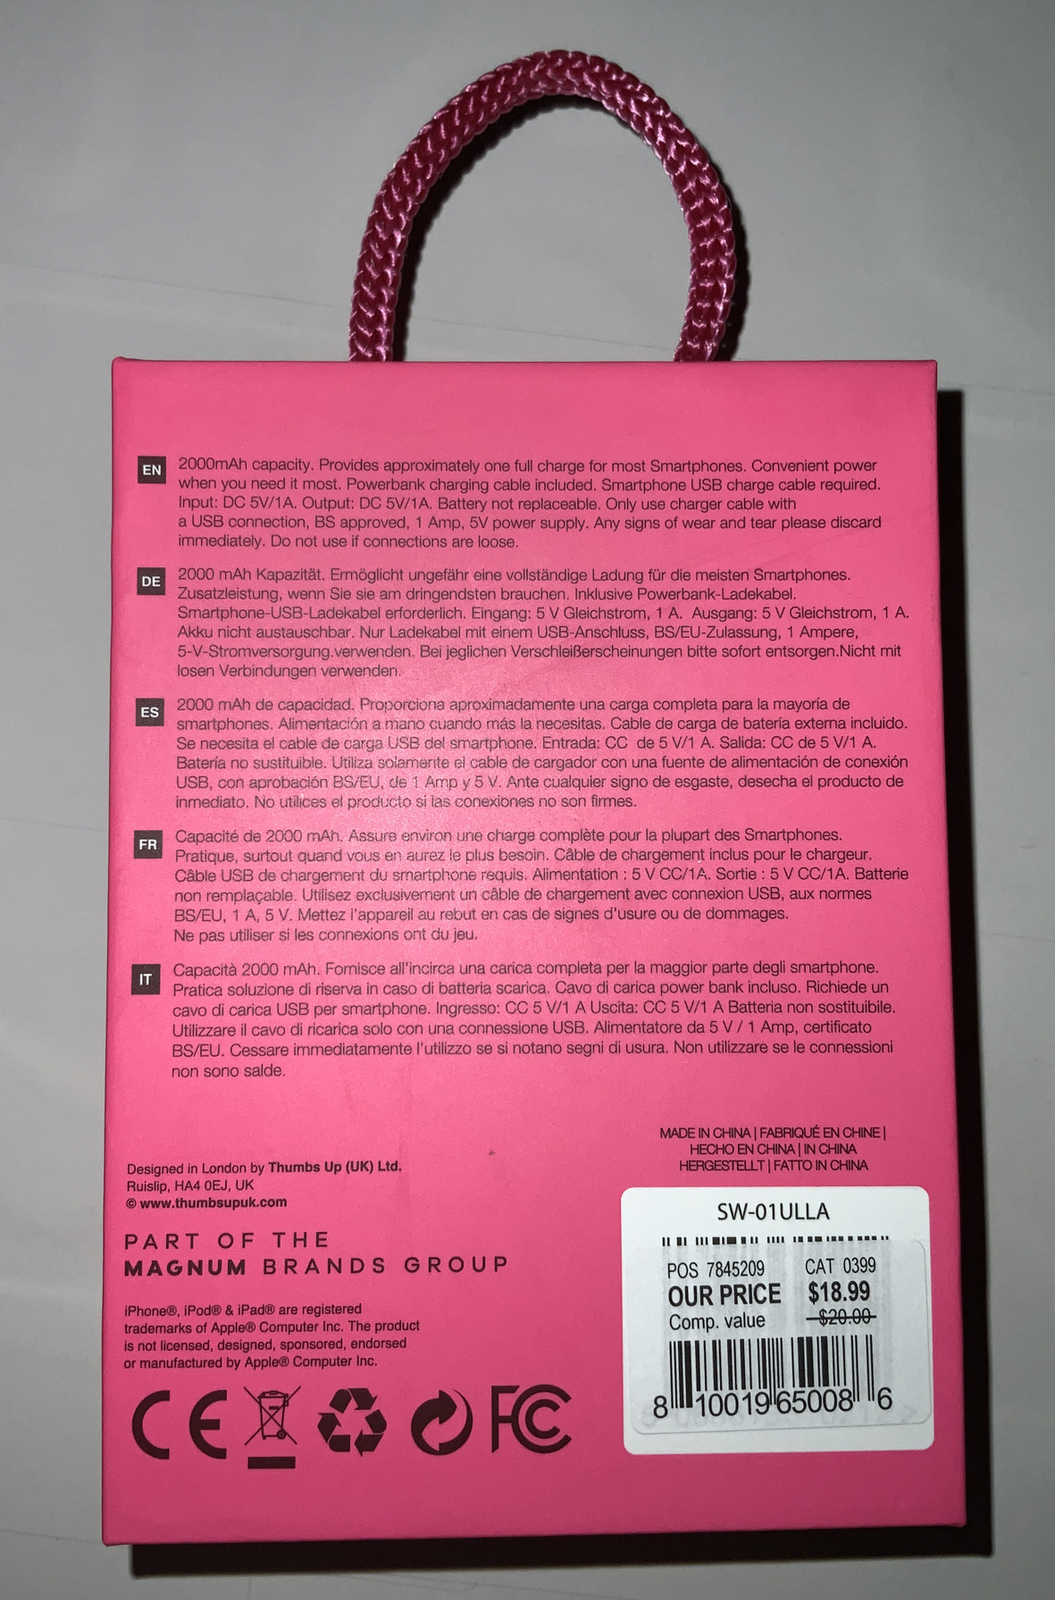 EN
2000mAh capacity. Provides approximately one full charge for most Smartphones. Convenient power
when you need it most. Powerbank charging cable included. Smartphone USB charge cable required.
Input: DC 5V/1A. Output: DC 5V/1A. Battery not replaceable. Only use charger cable with
a USB connection, BS approved, 1 Amp, 5V power supply. Any signs of wear and tear please discard
immediately. Do not use if connections are loose.
DE
2000 mAh Kapazität. Ermöglicht ungefähr eine vollständige Ladung für die meisten Smartphones.
Zusatzleistung, wenn Sie sie am dringendsten brauchen. Inklusive Powerbank-Ladekabel.
Smartphone-USB-Ladekabel erforderlich. Eingang: 5 V Gleichstrom, 1 A. Ausgang: 5 V Gleichstrom, 1 A.
Akku nicht austauschbar. Nur Ladekabel mit einem USB-Anschluss, BS/EU-Zulassung, 1 Ampere,
5-V-Stromversorgung.verwenden. Bei jeglichen Verschleißerscheinungen bitte sofort entsorgen.Nicht mit
losen Verbindungen verwenden.
ES
2000 mAh de capacidad. Proporciona aproximadamente una carga completa para la mayoría de
smartphones. Alimentación a mano cuando más la necesitas. Cable de carga de batería externa incluido.
Se necesita el cable de carga USB del smartphone. Entrada: CC de 5 V/1 A. Salida: CC de 5 V/1 A.
Batería no sustituible. Utiliza solamente el cable de cargador con una fuente de alimentación de conexión
USB, con aprobación BS/EU, de 1 Amp y 5 V. Ante cualquier signo de esgaste, desecha el producto de
inmediato. No utilices el producto si las conexiones no son firmes.
FR
Capacité de 2000 mAh. Assure environ une charge complète pour la plupart des Smartphones.
Pratique, surtout quand vous en aurez le plus besoin. Câble de chargement inclus pour le chargeur.
Câble USB de chargement du smartphone requis. Alimentation : 5 V CC/1A. Sortie : 5 V CC/1A. Batterie
non remplaçable. Utilisez exclusivement un câble de chargement avec connexion USB, aux normes
BS/EU, 1 A, 5 V. Mettez l'appareil au rebut en cas de signes d'usure ou de dommages.
Ne pas utiliser si les connexions ont du jeu.
IT
Capacità 2000 mAh. Fornisce all'incirca una carica completa per la maggior parte degli smartphone.
Pratica soluzione di riserva in caso di batteria scarica. Cavo di carica power bank incluso. Richiede un
cavo di carica USB per smartphone. Ingresso: CC 5 V/1 A Uscita: CC 5 V/1 A Batteria non sostituibile.
Utilizzare il cavo di ricarica solo con una connessione USB. Alimentatore da 5 V / 1 Amp, certificato
BS/EU. Cessare immediatamente l'utilizzo se si notano segni di usura. Non utilizzare se le connessioni
non sono salde.
MADE IN CHINA | FABRIQUÉ EN CHINE |
HECHO EN CHINA | IN CHINA
HERGESTELLT | FATTO IN CHINA
Designed in London by Thumbs Up (UK) Ltd.
Ruislip, HA4 0EJ, UK
© www.thumbsupuk.com
PART OF THE
MAGNUM BRANDS GROUP
iPhone®, iPod® & iPad® are registered
trademarks of Apple® Computer Inc. The product
is not licensed, designed, sponsored, endorsed
or manufactured by Apple® Computer Inc.
CE FC
SW-01ULLA
POS 7845209 CAT 0399
OUR PRICE $18.99
Comp. value $20.00
8 10019 65008 6